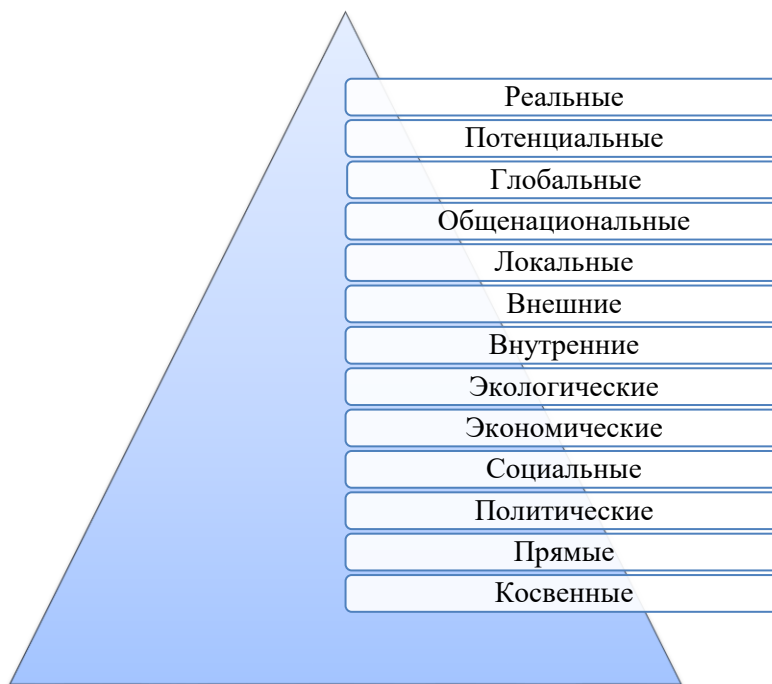 Реальные
Потенциальные
Глобальные
Общенациональные
Локальные
Внешние
Внутренние
Экологические
Экономические
Социальные
Политические
Прямые
Косвенные